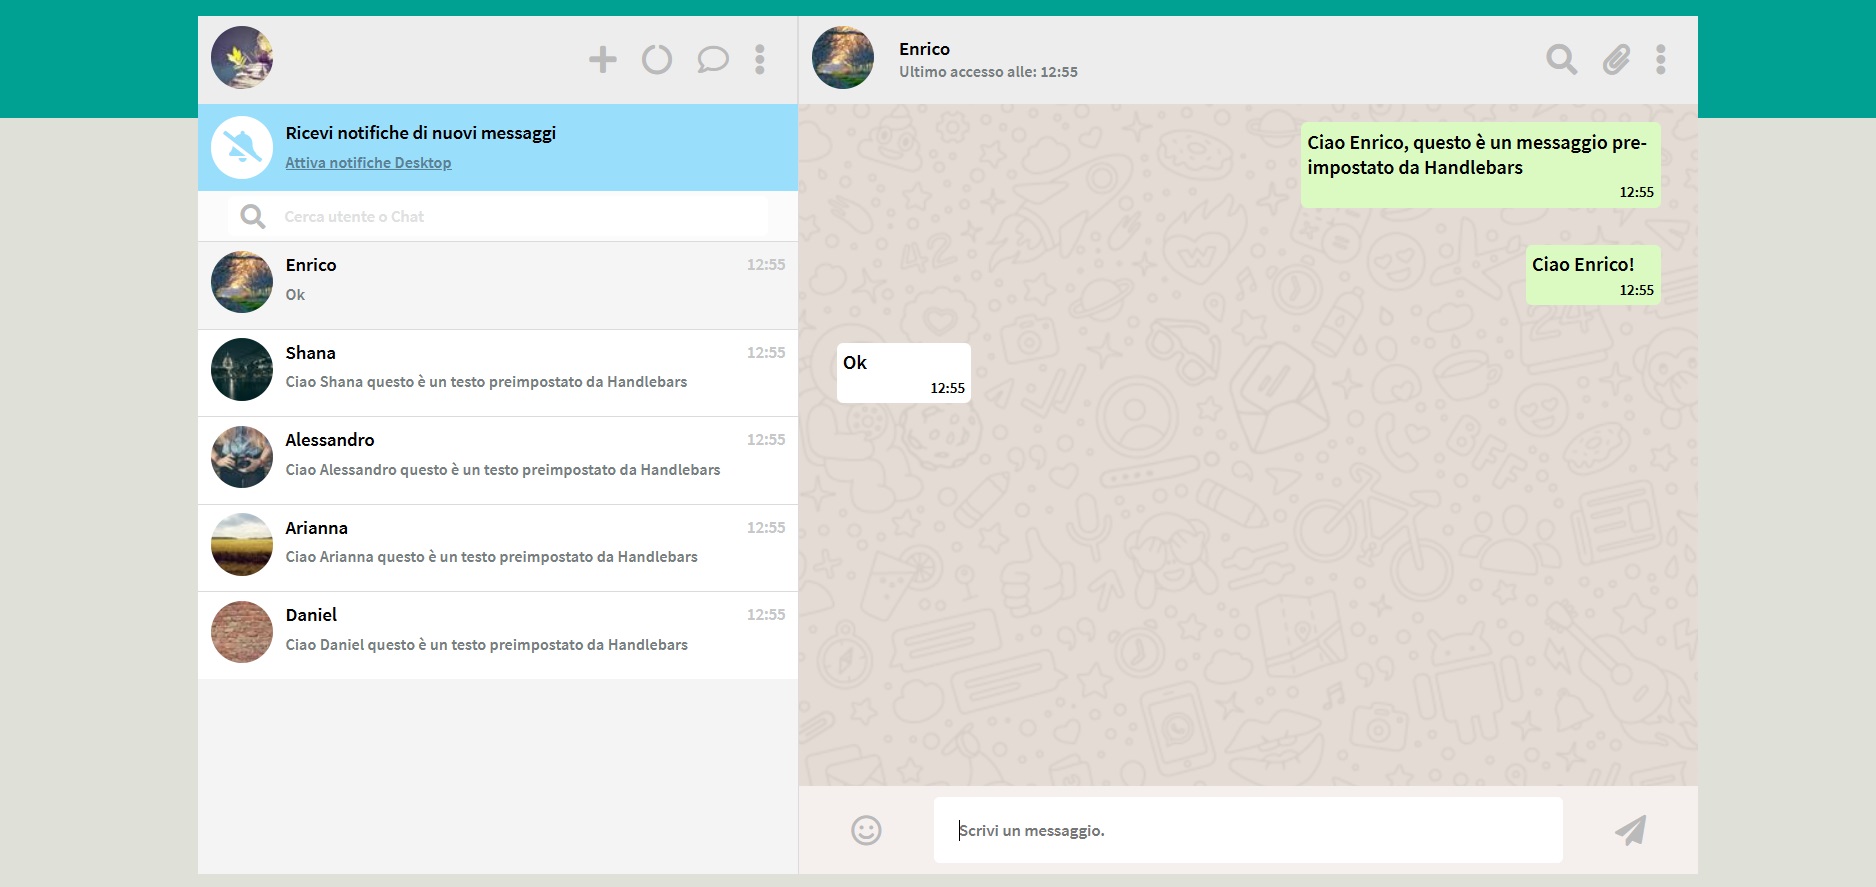 Enrico
Ultimo accesso alle: 12:55
Ricevi notifiche di nuovi messaggi
Attiva notifiche Desktop
Cerca utente o Chat
Enrico 12:55
Ok
Shana 12:55
Ciao Shana questo è un testo preimpostato da Handlebars
Alessandro 12:55
Ciao Alessandro questo è un testo preimpostato da Handlebars
Arianna 12:55
Ciao Arianna questo è un testo preimpostato da Handlebars
Daniel 12:55
Ciao Daniel questo è un testo preimpostato da Handlebars
Ciao Enrico, questo è un messaggio pre-
impostato da Handlebars
12:55
Ciao Enrico!
12:55
Ok
12:55
Scrivi un messaggio.